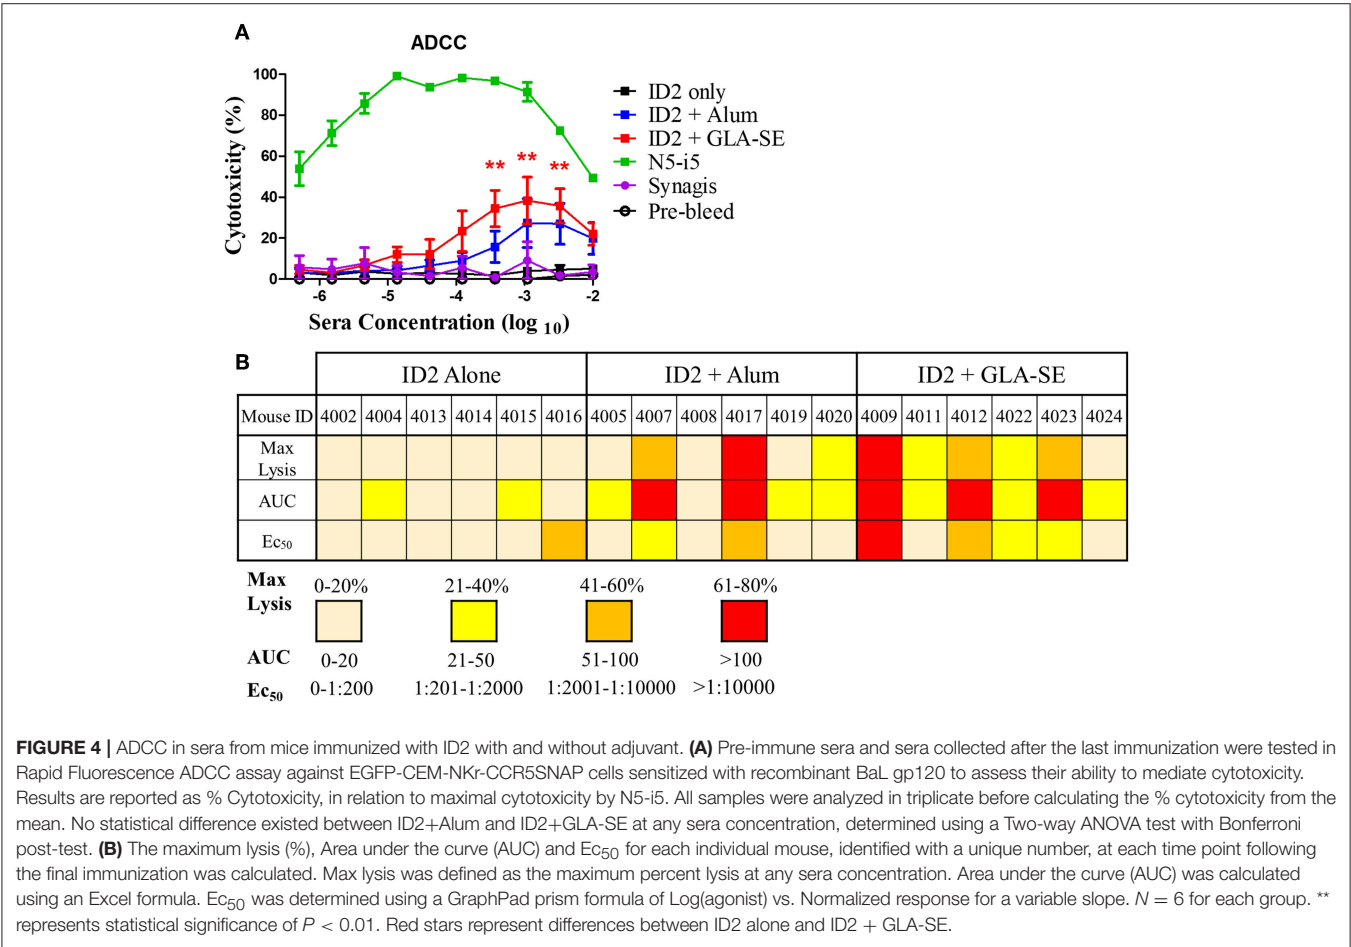 A
ADCC
Cytotoxicity (%)
100
80
60
40
20
0
-6 -5 -4 -3 -2
Sera Concentration (log 10)
** ** **
ID2 only
ID2 + Alum
ID2 + GLA-SE
N5-i5
Synagis
Pre-bleed
B
ID2 Alone ID2 + Alum ID2 + GLA-SE
Mouse ID 4002 4004 4013 4014 4015 4016 4005 4007 4008 4017 4019 4020 4009 4011 4012 4022 4023 4024
Max
Lysis
AUC
Ec50
Max 0-20% 21-40% 41-60% 61-80%
Lysis
AUC 0-20 21-50 51-100 >100
Ec50 0-1:200 1:201-1:2000 1:2001-1:10000 >1:10000
FIGURE 4 | ADCC in sera from mice immunized with ID2 with and without adjuvant. (A) Pre-immune sera and sera collected after the last immunization were tested in
Rapid Fluorescence ADCC assay against EGFP-CEM-NKr-CCR5SNAP cells sensitized with recombinant BaL gp120 to assess their ability to mediate cytotoxicity.
Results are reported as % Cytotoxicity, in relation to maximal cytotoxicity by N5-i5. All samples were analyzed in triplicate before calculating the % cytotoxicity from the
mean. No statistical difference existed between ID2+Alum and ID2+GLA-SE at any sera concentration, determined using a Two-way ANOVA test with Bonferroni
post-test. (B) The maximum lysis (%), Area under the curve (AUC) and Ec50 for each individual mouse, identified with a unique number, at each time point following
the final immunization was calculated. Max lysis was defined as the maximum percent lysis at any sera concentration. Area under the curve (AUC) was calculated
using an Excel formula. Ec50 was determined using a GraphPad prism formula of Log(agonist) vs. Normalized response for a variable slope. N = 6 for each group. **
represents statistical significance of P < 0.01. Red stars represent differences between ID2 alone and ID2 + GLA-SE.